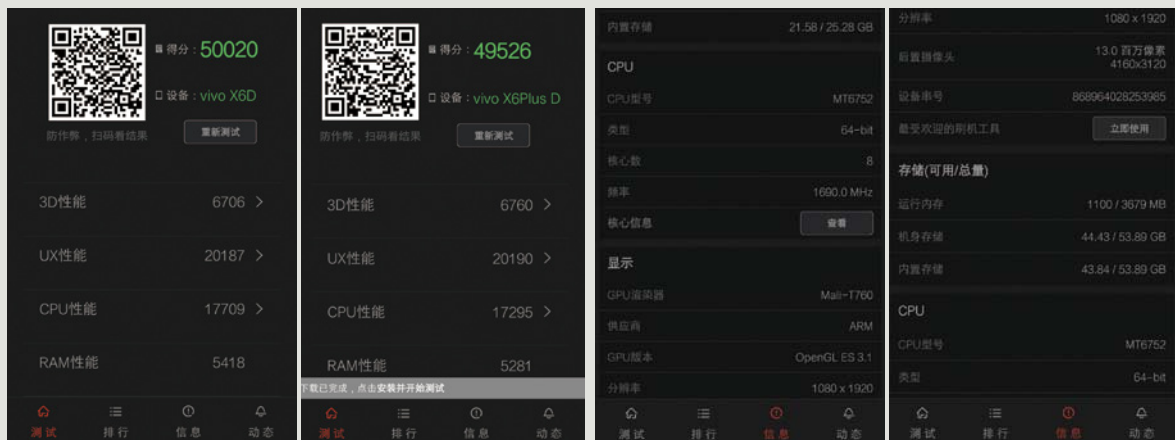 得分：50020
设备：vivo X6D
防作弊，扫码看结果
重新测试
3D性能
6706
UX性能
20187
CPU性能
17709
RAM性能
5418
测试
排行
信息
动态
得分：49526
设备：vivo X6Plus D
防作弊，扫码看结果
重新测试
3D性能
6760
UX性能
20190
CPU性能
17295
RAM性能
5281
下载已完成，点击安装并开始测试
测试
排行
信息
动态
内置存储
21.58 / 25.28 GB
CPU
CPU型号
MT6752
类型
64-bit
核心数
8
频率
1690.0 MHz
核心信息
查看
显示
GPU渲染器
Mali-T760
供应商
ARM
GPU版本
OpenGL ES 3.1
分辨率
1080 x 1920
测试
排行
信息
动态
分辨率
1080 x 1920
后置摄像头
13.0 百万像素
4160x3120
设备串号
868964028253985
最受欢迎的刷机工具
立即使用
存储(可用/总量)
运行内存
1100 / 3679 MB
机身存储
44.43 / 53.89 GB
内置存储
43.84 / 53.89 GB
CPU
CPU型号
MT6752
类型
64-bit
测试
排行
信息
动态